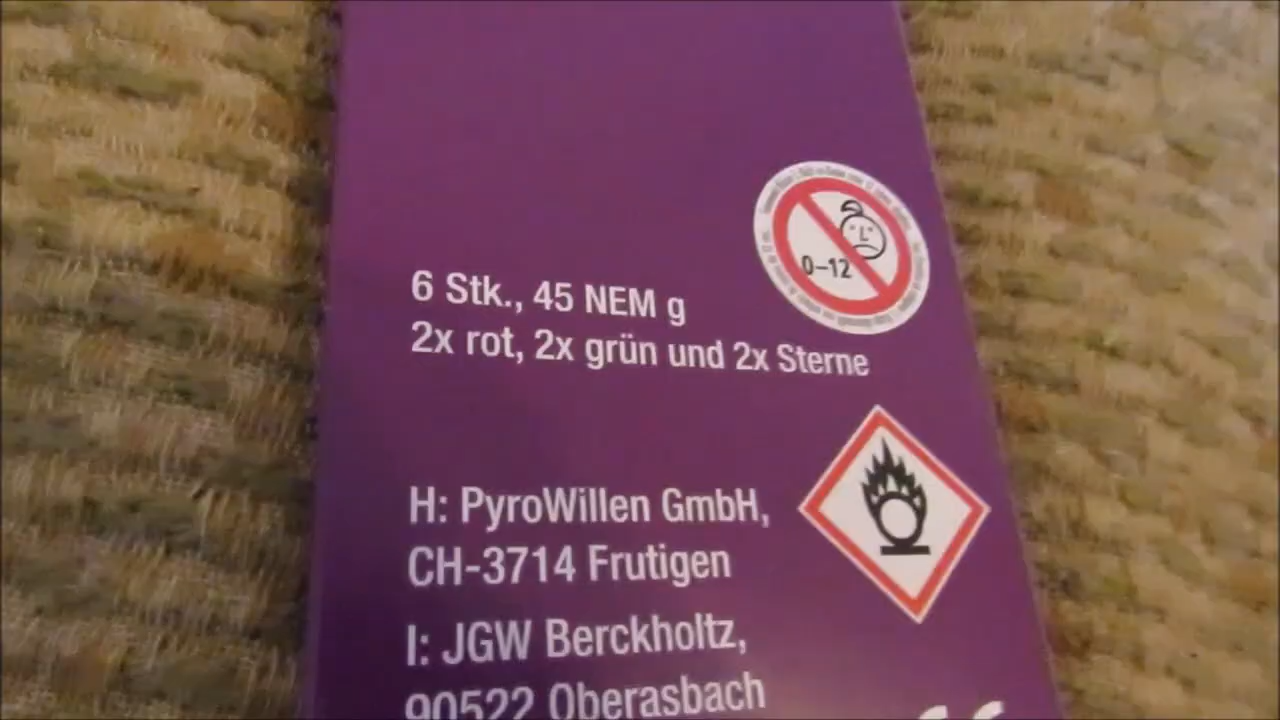 0–12
6 Stk., 45 NEM g
2x rot, 2x grün und 2x Sterne
H: PyroWillen GmbH,
CH-3714 Frutigen
I: JGW Berckholtz,
90522 Oberasbach